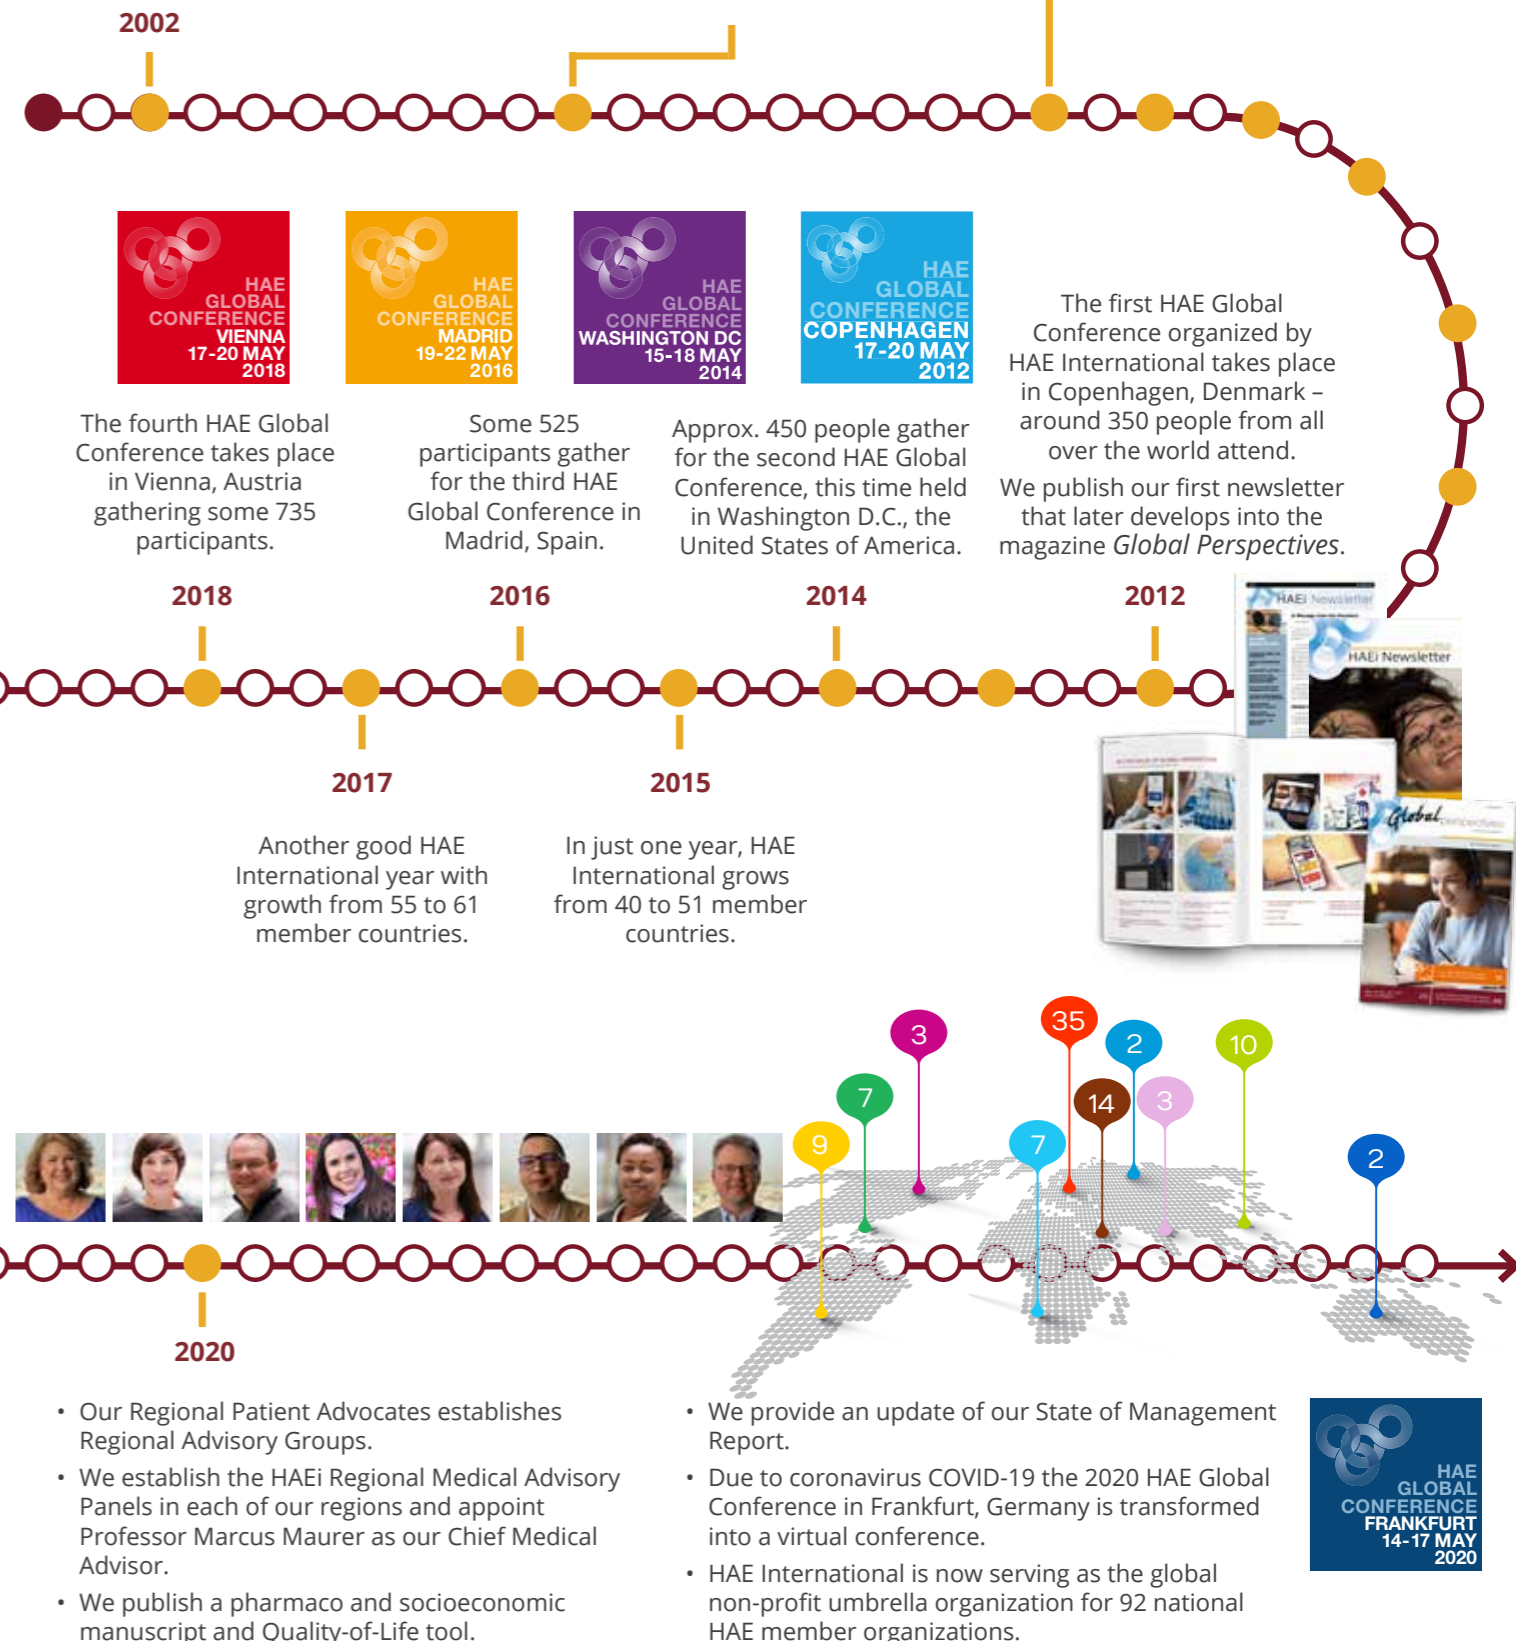 2002
HAE
GLOBAL
CONFERENCE
VIENNA
17-20 MAY
2018
HAE
GLOBAL
CONFERENCE
MADRID
19-22 MAY
2016
HAE
GLOBAL
CONFERENCE
WASHINGTON DC
15-18 MAY
2014
HAE
GLOBAL
CONFERENCE
COPENHAGEN
17-20 MAY
2012
The fourth HAE Global
Conference takes place
in Vienna, Austria
gathering some 735
participants.
2018
Some 525
participants gather
for the third HAE
Global Conference in
Madrid, Spain.
2016
Approx. 450 people gather
for the second HAE Global
Conference, this time held
in Washington D.C., the
United States of America.
2014
The first HAE Global
Conference organized by
HAE International takes place
in Copenhagen, Denmark –
around 350 people from all
over the world attend.
We publish our first newsletter
that later develops into the
magazine Global Perspectives.
2012
HAEi Newsletter
HAEi Newsletter
Global perspectives
2017
Another good HAE
International year with
growth from 55 to 61
member countries.
2015
In just one year, HAE
International grows
from 40 to 51 member
countries.
9
7
3
7
35
14
2
3
10
2
2020
• Our Regional Patient Advocates establishes
Regional Advisory Groups.
• We establish the HAEi Regional Medical Advisory
Panels in each of our regions and appoint
Professor Marcus Maurer as our Chief Medical
Advisor.
• We publish a pharmaco and socioeconomic
manuscript and Quality-of-Life tool.
• We provide an update of our State of Management
Report.
• Due to coronavirus COVID-19 the 2020 HAE Global
Conference in Frankfurt, Germany is transformed
into a virtual conference.
• HAE International is now serving as the global
non-profit umbrella organization for 92 national
HAE member organizations.
HAE
GLOBAL
CONFERENCE
FRANKFURT
14-17 MAY
2020